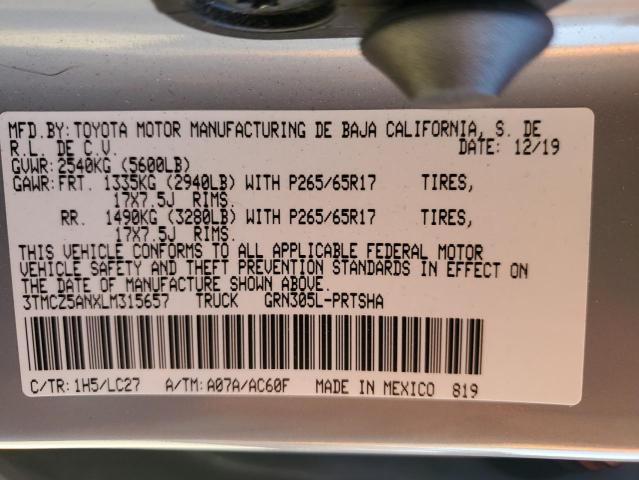 MFD.BY: TOYOTA MOTOR MANUFACTURING DE BAJA CALIFORNIA, S. DE
R.L. DE C.V. DATE: 12/19
GVWR: 2540KG (5600LB)
GAWR: FRT. 1335KG (2940LB) WITH P265/65R17 TIRES,
17X7.5J RIMS.
RR. 1490KG (3280LB) WITH P265/65R17 TIRES,
17X7.5J RIMS.
THIS VEHICLE CONFORMS TO ALL APPLICABLE FEDERAL MOTOR
VEHICLE SAFETY AND THEFT PREVENTION STANDARDS IN EFFECT ON
THE DATE OF MANUFACTURE SHOWN ABOVE.
3TMCZ5ANXLM315657 TRUCK GRN305L-PRTSHA
C/TR: 1H5/LC27 A/TM: A07A/AC60F MADE IN MEXICO 819